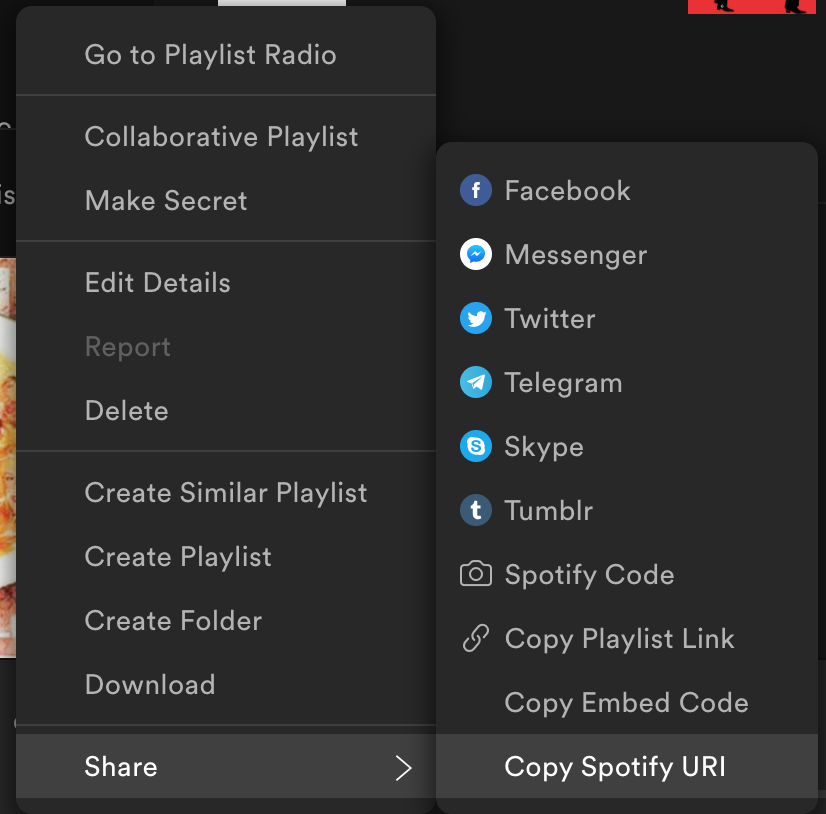 Go to Playlist Radio
Collaborative Playlist
Make Secret
Edit Details
Report
Delete
Create Similar Playlist
Create Playlist
Create Folder
Download
Share
Facebook
Messenger
Twitter
Telegram
Skype
Tumblr
Spotify Code
Copy Playlist Link
Copy Embed Code
Copy Spotify URI
is